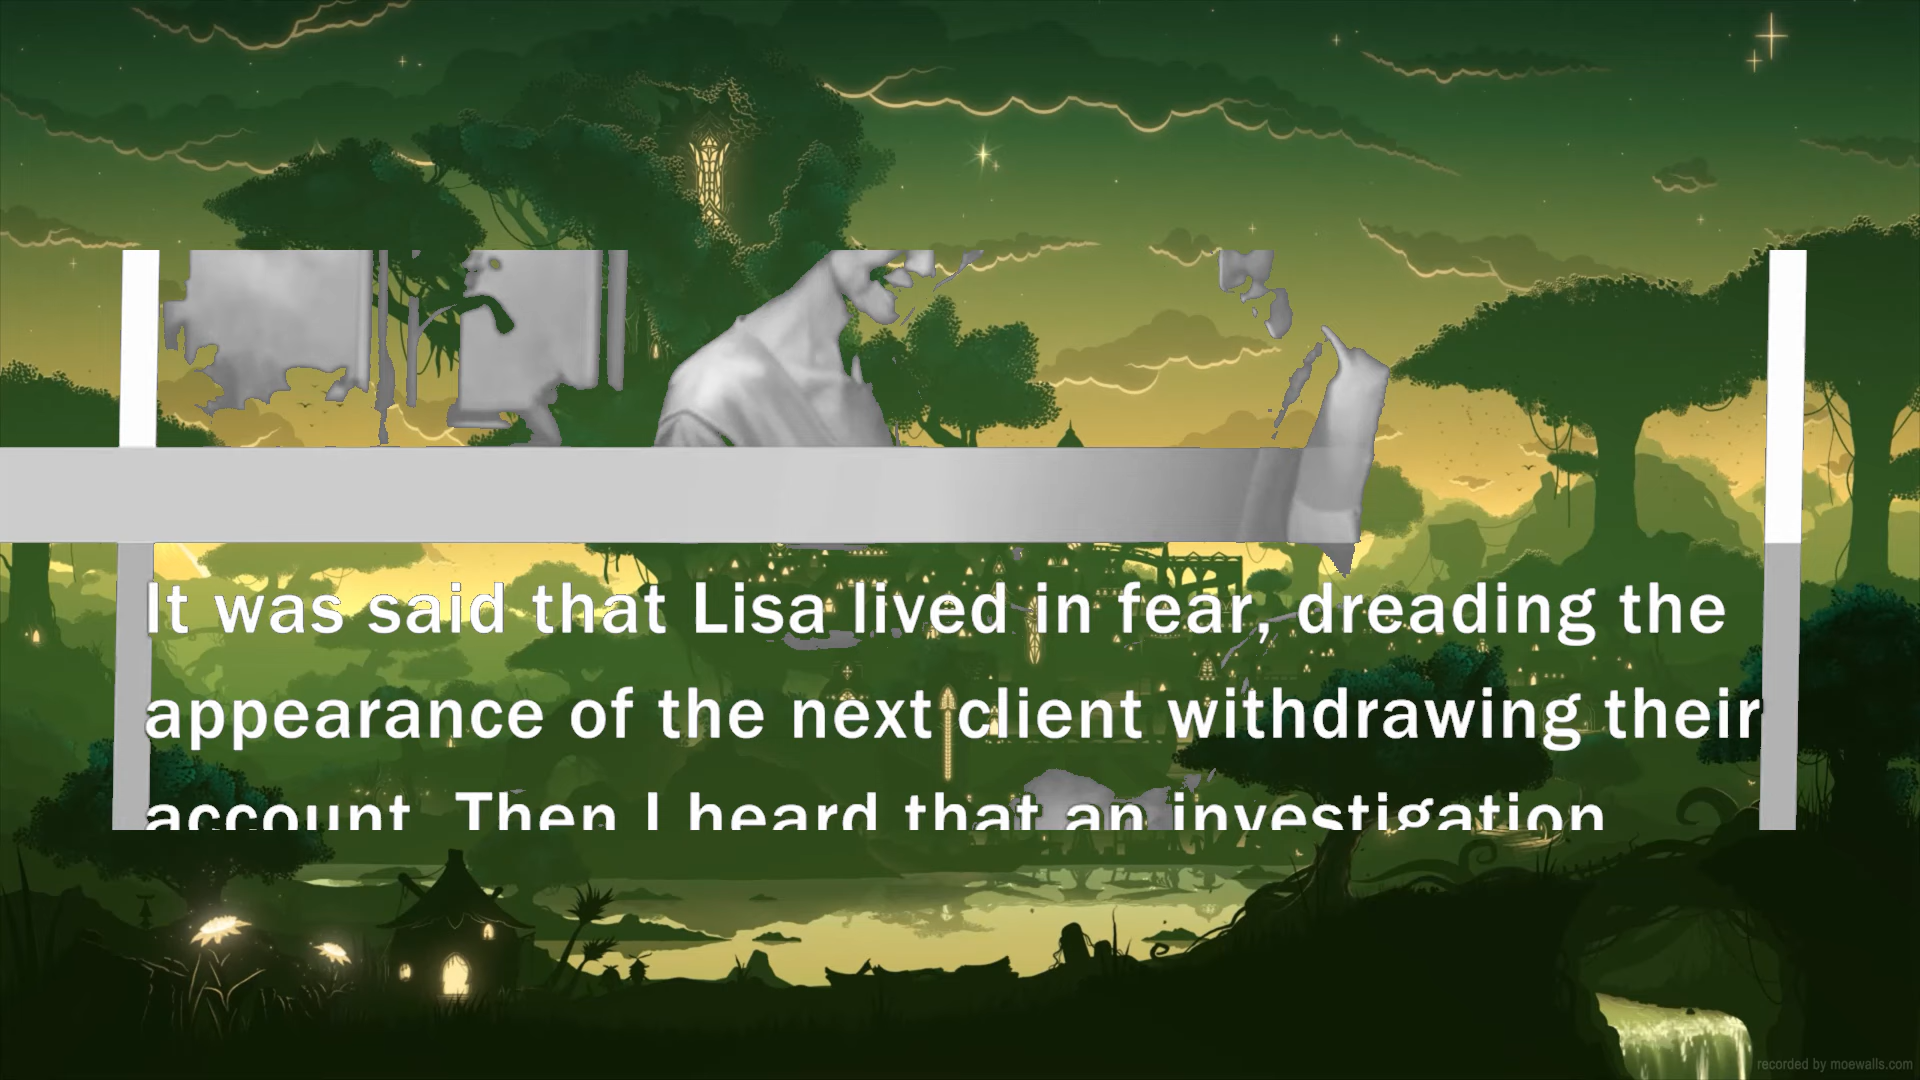 It was said that Lisa lived in fear, dreading the
appearance of the next client withdrawing their
account. Then I heard that an investigation
recorded by moewalls.com